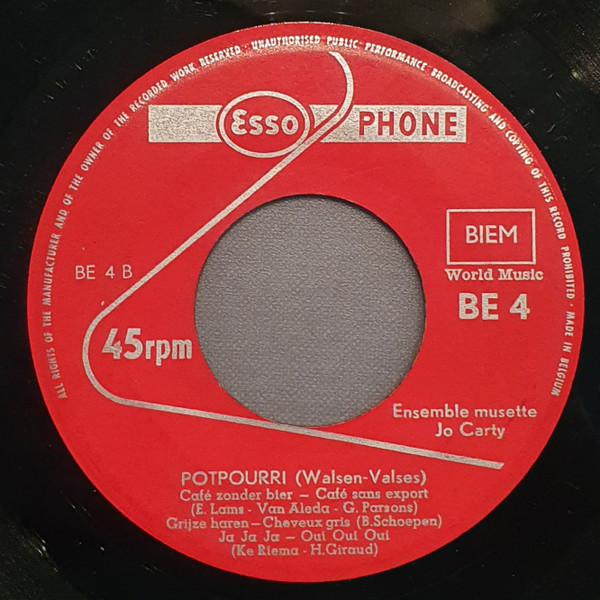 ALL RIGHTS OF THE MANUFACTURER AND OF THE OWNER OF THE RECORDED WORK RESERVED · UNAUTHORISED PUBLIC PERFORMANCE BROADCASTING AND COPYING OF THIS RECORD PROHIBITED · MADE IN BELGIUM
Esso PHONE
BIEM
World Music
BE 4 B
BE 4
45rpm
Ensemble musette
Jo Carty
POTPOURRI (Walsen-Valses)
Café zonder bier – Café sans export
(E. Lams - Van Aleda - G. Parsons)
Grijze haren – Cheveux gris (B. Schoepen)
Ja Ja Ja – Oui Oui Oui
(Ke Riema - H. Giraud)